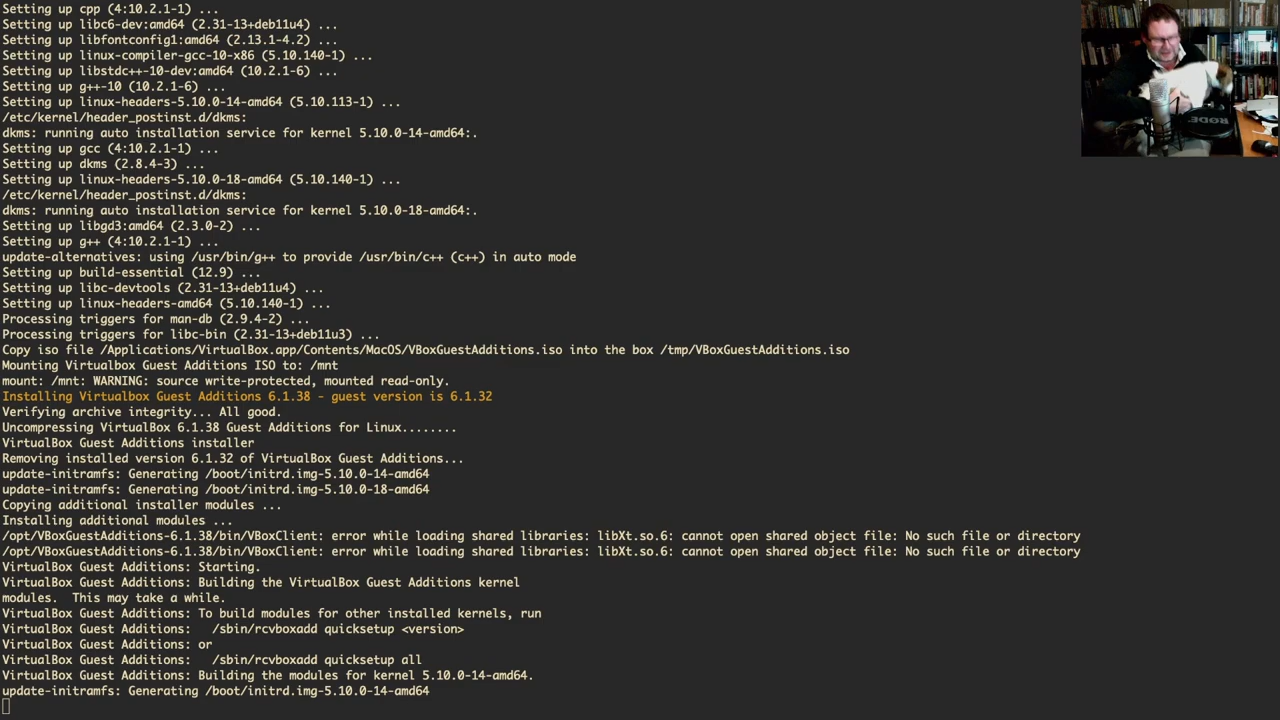 Setting up cpp (4:10.2.1-1) ...
Setting up libc6-dev:amd64 (2.31-13+deb11u4) ...
Setting up libfontconfig1:amd64 (2.13.1-4.2) ...
Setting up linux-compiler-gcc-10-x86 (5.10.140-1) ...
Setting up libstdc++-10-dev:amd64 (10.2.1-6) ...
Setting up g++-10 (10.2.1-6) ...
Setting up linux-headers-5.10.0-14-amd64 (5.10.113-1) ...
/etc/kernel/header_postinst.d/dkms:
dkms: running auto installation service for kernel 5.10.0-14-amd64:.
Setting up gcc (4:10.2.1-1) ...
Setting up dkms (2.8.4-3) ...
Setting up linux-headers-5.10.0-18-amd64 (5.10.140-1) ...
/etc/kernel/header_postinst.d/dkms:
dkms: running auto installation service for kernel 5.10.0-18-amd64:.
Setting up libgd3:amd64 (2.3.0-2) ...
Setting up g++ (4:10.2.1-1) ...
update-alternatives: using /usr/bin/g++ to provide /usr/bin/c++ (c++) in auto mode
Setting up build-essential (12.9) ...
Setting up libc-devtools (2.31-13+deb11u4) ...
Setting up linux-headers-amd64 (5.10.140-1) ...
Processing triggers for man-db (2.9.4-2) ...
Processing triggers for libc-bin (2.31-13+deb11u3) ...
Copy iso file /Applications/VirtualBox.app/Contents/MacOS/VBoxGuestAdditions.iso into the box /tmp/VBoxGuestAdditions.iso
Mounting Virtualbox Guest Additions ISO to: /mnt
mount: /mnt: WARNING: source write-protected, mounted read-only.
Installing Virtualbox Guest Additions 6.1.38 - guest version is 6.1.32
Verifying archive integrity... All good.
Uncompressing VirtualBox 6.1.38 Guest Additions for Linux........
VirtualBox Guest Additions installer
Removing installed version 6.1.32 of VirtualBox Guest Additions...
update-initramfs: Generating /boot/initrd.img-5.10.0-14-amd64
update-initramfs: Generating /boot/initrd.img-5.10.0-18-amd64
Copying additional installer modules ...
Installing additional modules ...
/opt/VBoxGuestAdditions-6.1.38/bin/VBoxClient: error while loading shared libraries: libXt.so.6: cannot open shared object file: No such file or directory
/opt/VBoxGuestAdditions-6.1.38/bin/VBoxClient: error while loading shared libraries: libXt.so.6: cannot open shared object file: No such file or directory
VirtualBox Guest Additions: Starting.
VirtualBox Guest Additions: Building the VirtualBox Guest Additions kernel
modules.  This may take a while.
VirtualBox Guest Additions: To build modules for other installed kernels, run
VirtualBox Guest Additions:   /sbin/rcvboxadd quicksetup <version>
VirtualBox Guest Additions: or
VirtualBox Guest Additions:   /sbin/rcvboxadd quicksetup all
VirtualBox Guest Additions: Building the modules for kernel 5.10.0-14-amd64.
update-initramfs: Generating /boot/initrd.img-5.10.0-14-amd64
RØDE